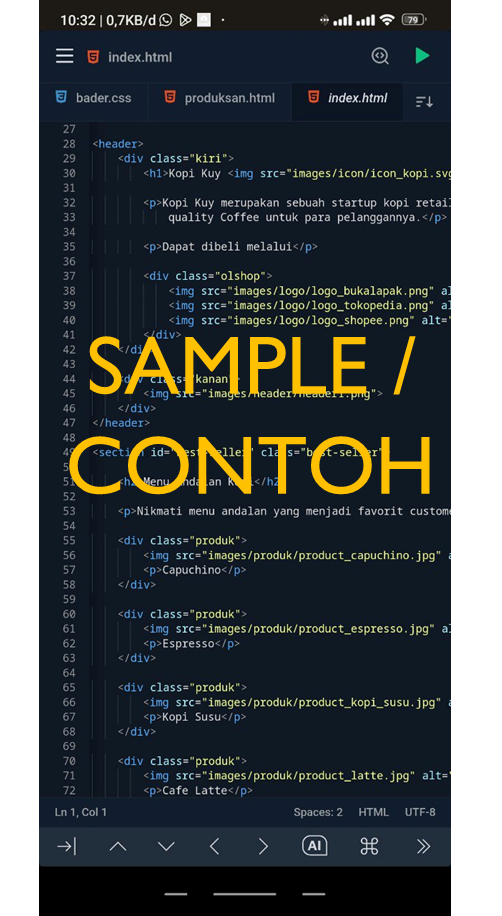 10:32 | 0,7KB/d
79
index.html
bader.css
produksan.html
index.html
27
28 <header>
29 <div class="kiri">
30 <h1>Kopi Kuy <img src="images/icon/icon_kopi.svg
31
32 <p>Kopi Kuy merupakan sebuah startup kopi retail
33 quality Coffee untuk para pelanggannya.</p>
34
35 <p>Dapat dibeli melalui</p>
36
37 <div class="olshop">
38 <img src="images/logo/logo_bukalapak.png" al
39 <img src="images/logo/logo_tokopedia.png" al
40 <img src="images/logo/logo_shopee.png" alt="
41 </div>
42 </div>
SAMPLE /
43
44 <div class="kanan">
45 <img src="images/header/header1.png">
46 </div>
47 </header>
48
CONTOH
49 <section id="best-seller" class="best-seller"
51 <h2>Menu Andalan </h2
52
53 <p>Nikmati menu andalan yang menjadi favorit custome
54
55 <div class="produk">
56 <img src="images/produk/product_capuchino.jpg" a
57 <p>Capuchino</p>
58 </div>
59
60 <div class="produk">
61 <img src="images/produk/product_espresso.jpg" al
62 <p>Espresso</p>
63 </div>
64
65 <div class="produk">
66 <img src="images/produk/product_kopi_susu.jpg" a
67 <p>Kopi Susu</p>
68 </div>
69
70 <div class="produk">
71 <img src="images/produk/product_latte.jpg" alt="
72 <p>Cafe Latte</p>
Ln 1, Col 1 Spaces: 2 HTML UTF-8
AI